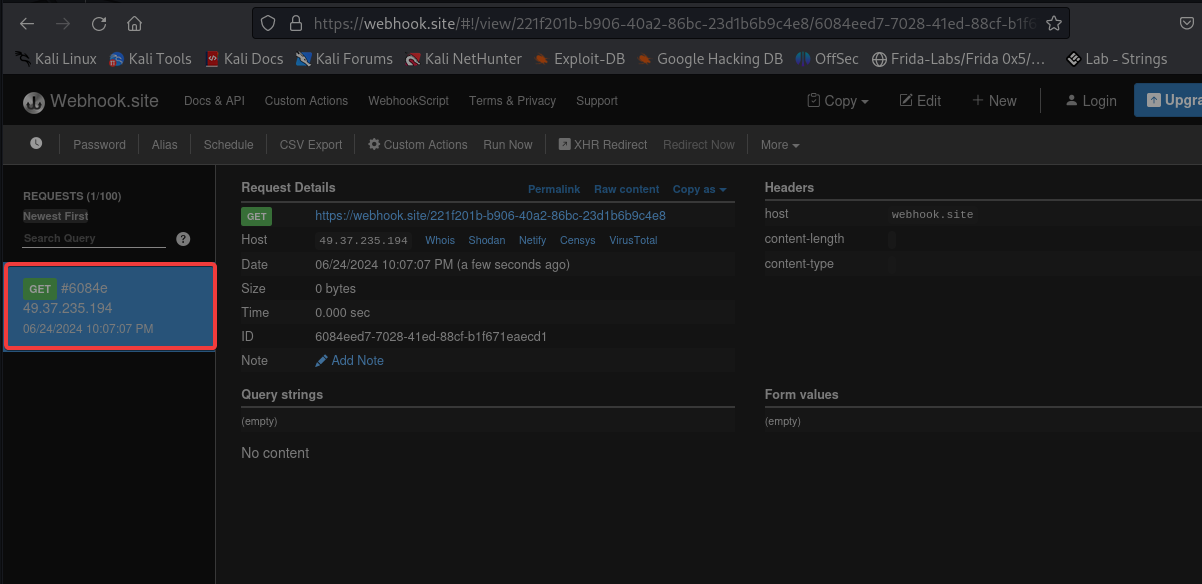 https://webhook.site/#!/view/221f201b-b906-40a2-86bc-23d1b6b9c4e8/6084eed7-7028-41ed-88cf-b1f6
Kali Linux Kali Tools Kali Docs Kali Forums Kali NetHunter Exploit-DB Google Hacking DB OffSec Frida-Labs/Frida 0x5/... Lab - Strings
Webhook.site Docs & API Custom Actions WebhookScript Terms & Privacy Support Copy Edit + New Login Upgra
Password Alias Schedule CSV Export Custom Actions Run Now XHR Redirect Redirect Now More
REQUESTS (1/100)
Newest First
Search Query ?
GET #6084e
49.37.235.194
06/24/2024 10:07:07 PM
Request Details Permalink Raw content Copy as
GET https://webhook.site/221f201b-b906-40a2-86bc-23d1b6b9c4e8
Host 49.37.235.194 Whois Shodan Netify Censys VirusTotal
Date 06/24/2024 10:07:07 PM (a few seconds ago)
Size 0 bytes
Time 0.000 sec
ID 6084eed7-7028-41ed-88cf-b1f671eaecd1
Note Add Note
Headers
host webhook.site
content-length
content-type
Query strings
(empty)
Form values
(empty)
No content